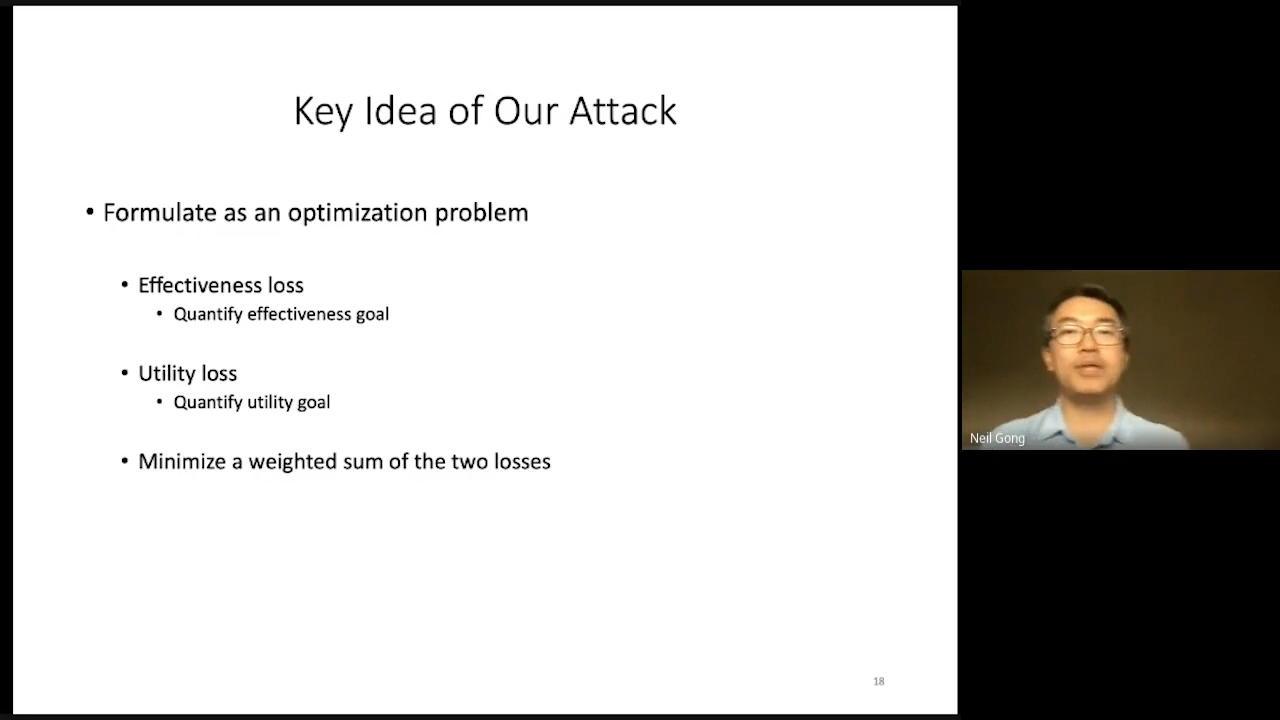 Key Idea of Our Attack
• Formulate as an optimization problem
• Effectiveness loss
• Quantify effectiveness goal
• Utility loss
• Quantify utility goal
• Minimize a weighted sum of the two losses
Neil Gong
18